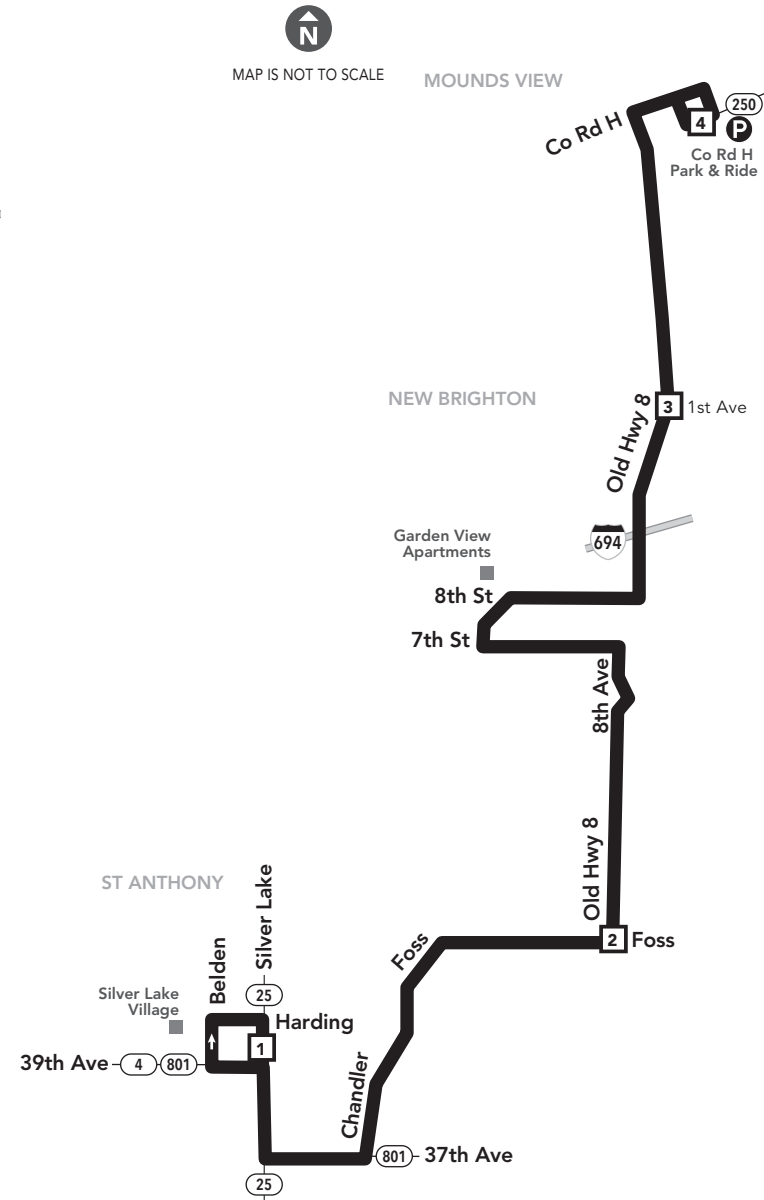 N
MAP IS NOT TO SCALE
MOUNDS VIEW
250
4
P
Co Rd H
Co Rd H
Park & Ride
NEW BRIGHTON
3
1st Ave
Old Hwy 8
694
Garden View
Apartments
8th St
7th St
8th Ave
Old Hwy 8
ST ANTHONY
Silver Lake
Foss
2
Foss
Belden
25
Silver Lake
Village
Harding
1
39th Ave
4
801
Chandler
801
37th Ave
25